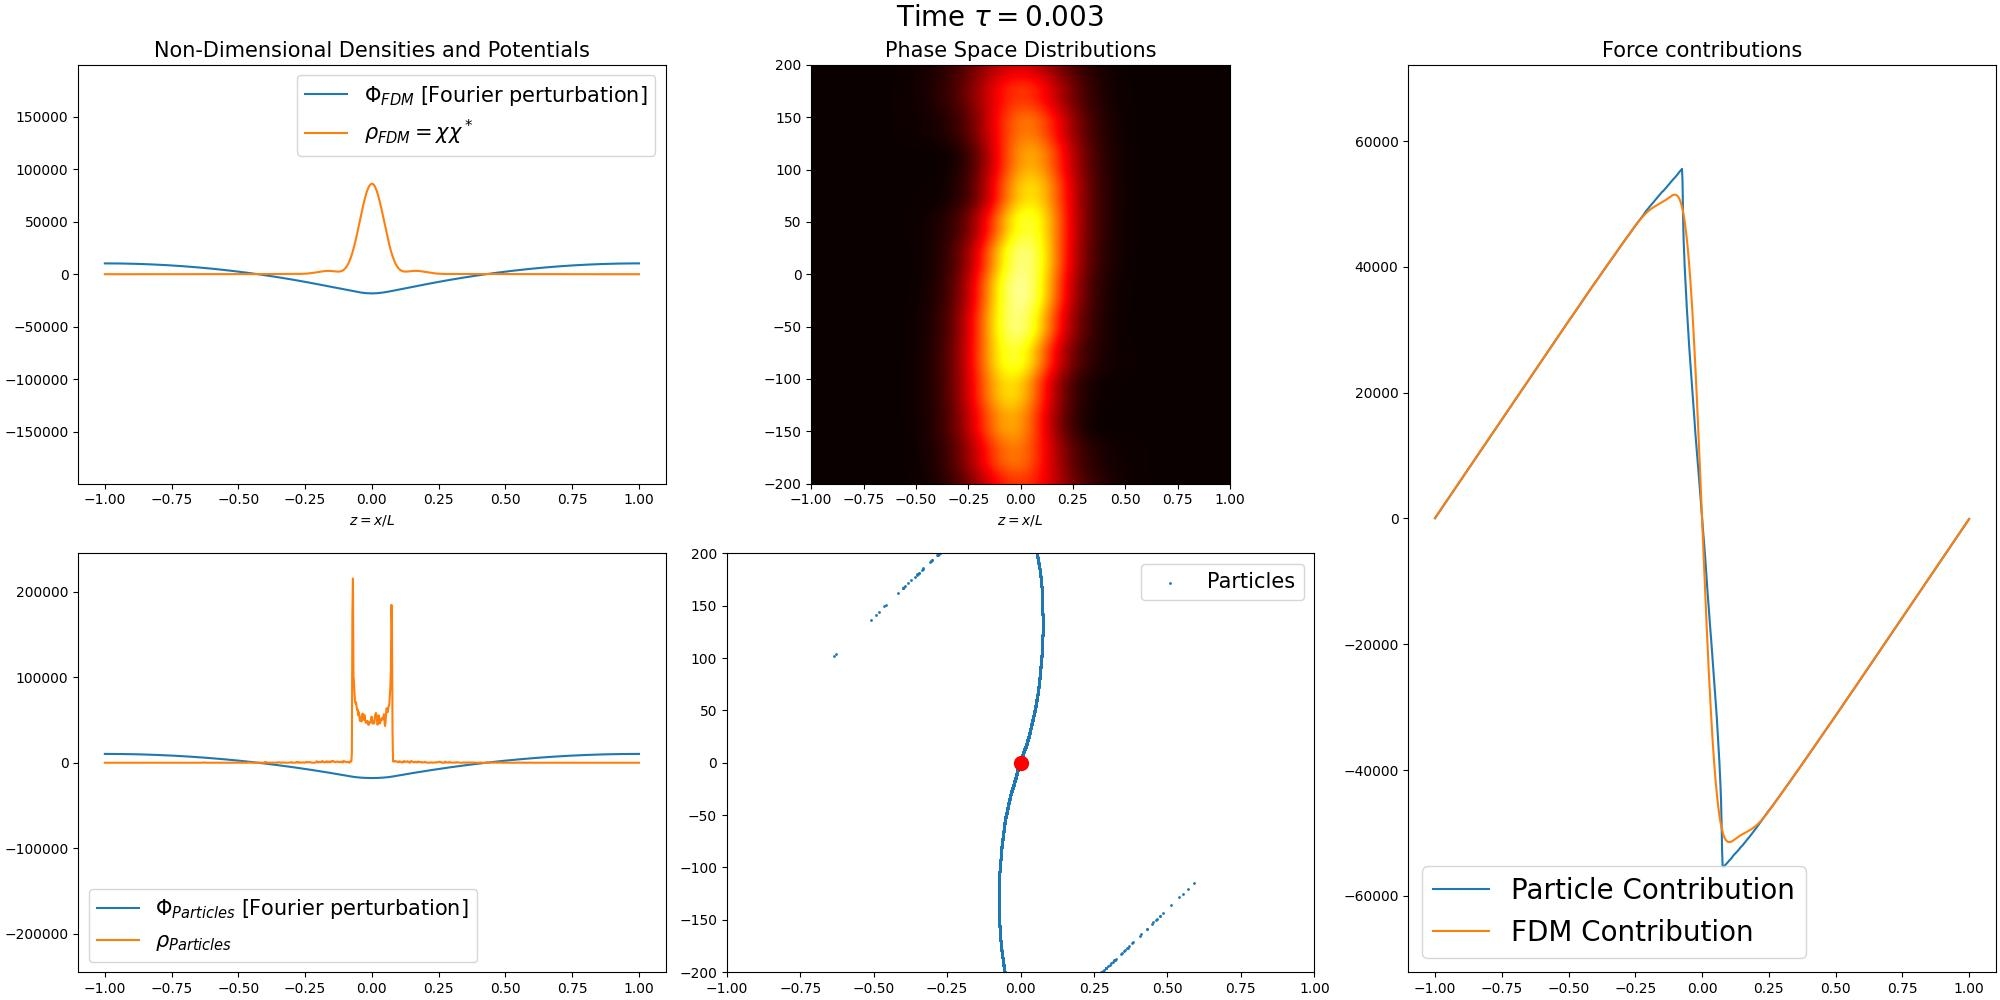 Time τ = 0.003
Non-Dimensional Densities and Potentials
Φ_FDM [Fourier perturbation]
ρ_FDM = χχ*
150000
100000
50000
0
−50000
−100000
−150000
−1.00 −0.75 −0.50 −0.25 0.00 0.25 0.50 0.75 1.00
z = x/L
Phase Space Distributions
200
150
100
50
0
−50
−100
−150
−200
−1.00 −0.75 −0.50 −0.25 0.00 0.25 0.50 0.75 1.00
z = x/L
Force contributions
60000
40000
20000
0
−20000
−40000
−60000
Particle Contribution
FDM Contribution
−1.00 −0.75 −0.50 −0.25 0.00 0.25 0.50 0.75 1.00
200000
100000
0
−100000
−200000
Φ_Particles [Fourier perturbation]
ρ_Particles
−1.00 −0.75 −0.50 −0.25 0.00 0.25 0.50 0.75 1.00
200
150
100
50
0
−50
−100
−150
−200
Particles
−1.00 −0.75 −0.50 −0.25 0.00 0.25 0.50 0.75 1.00